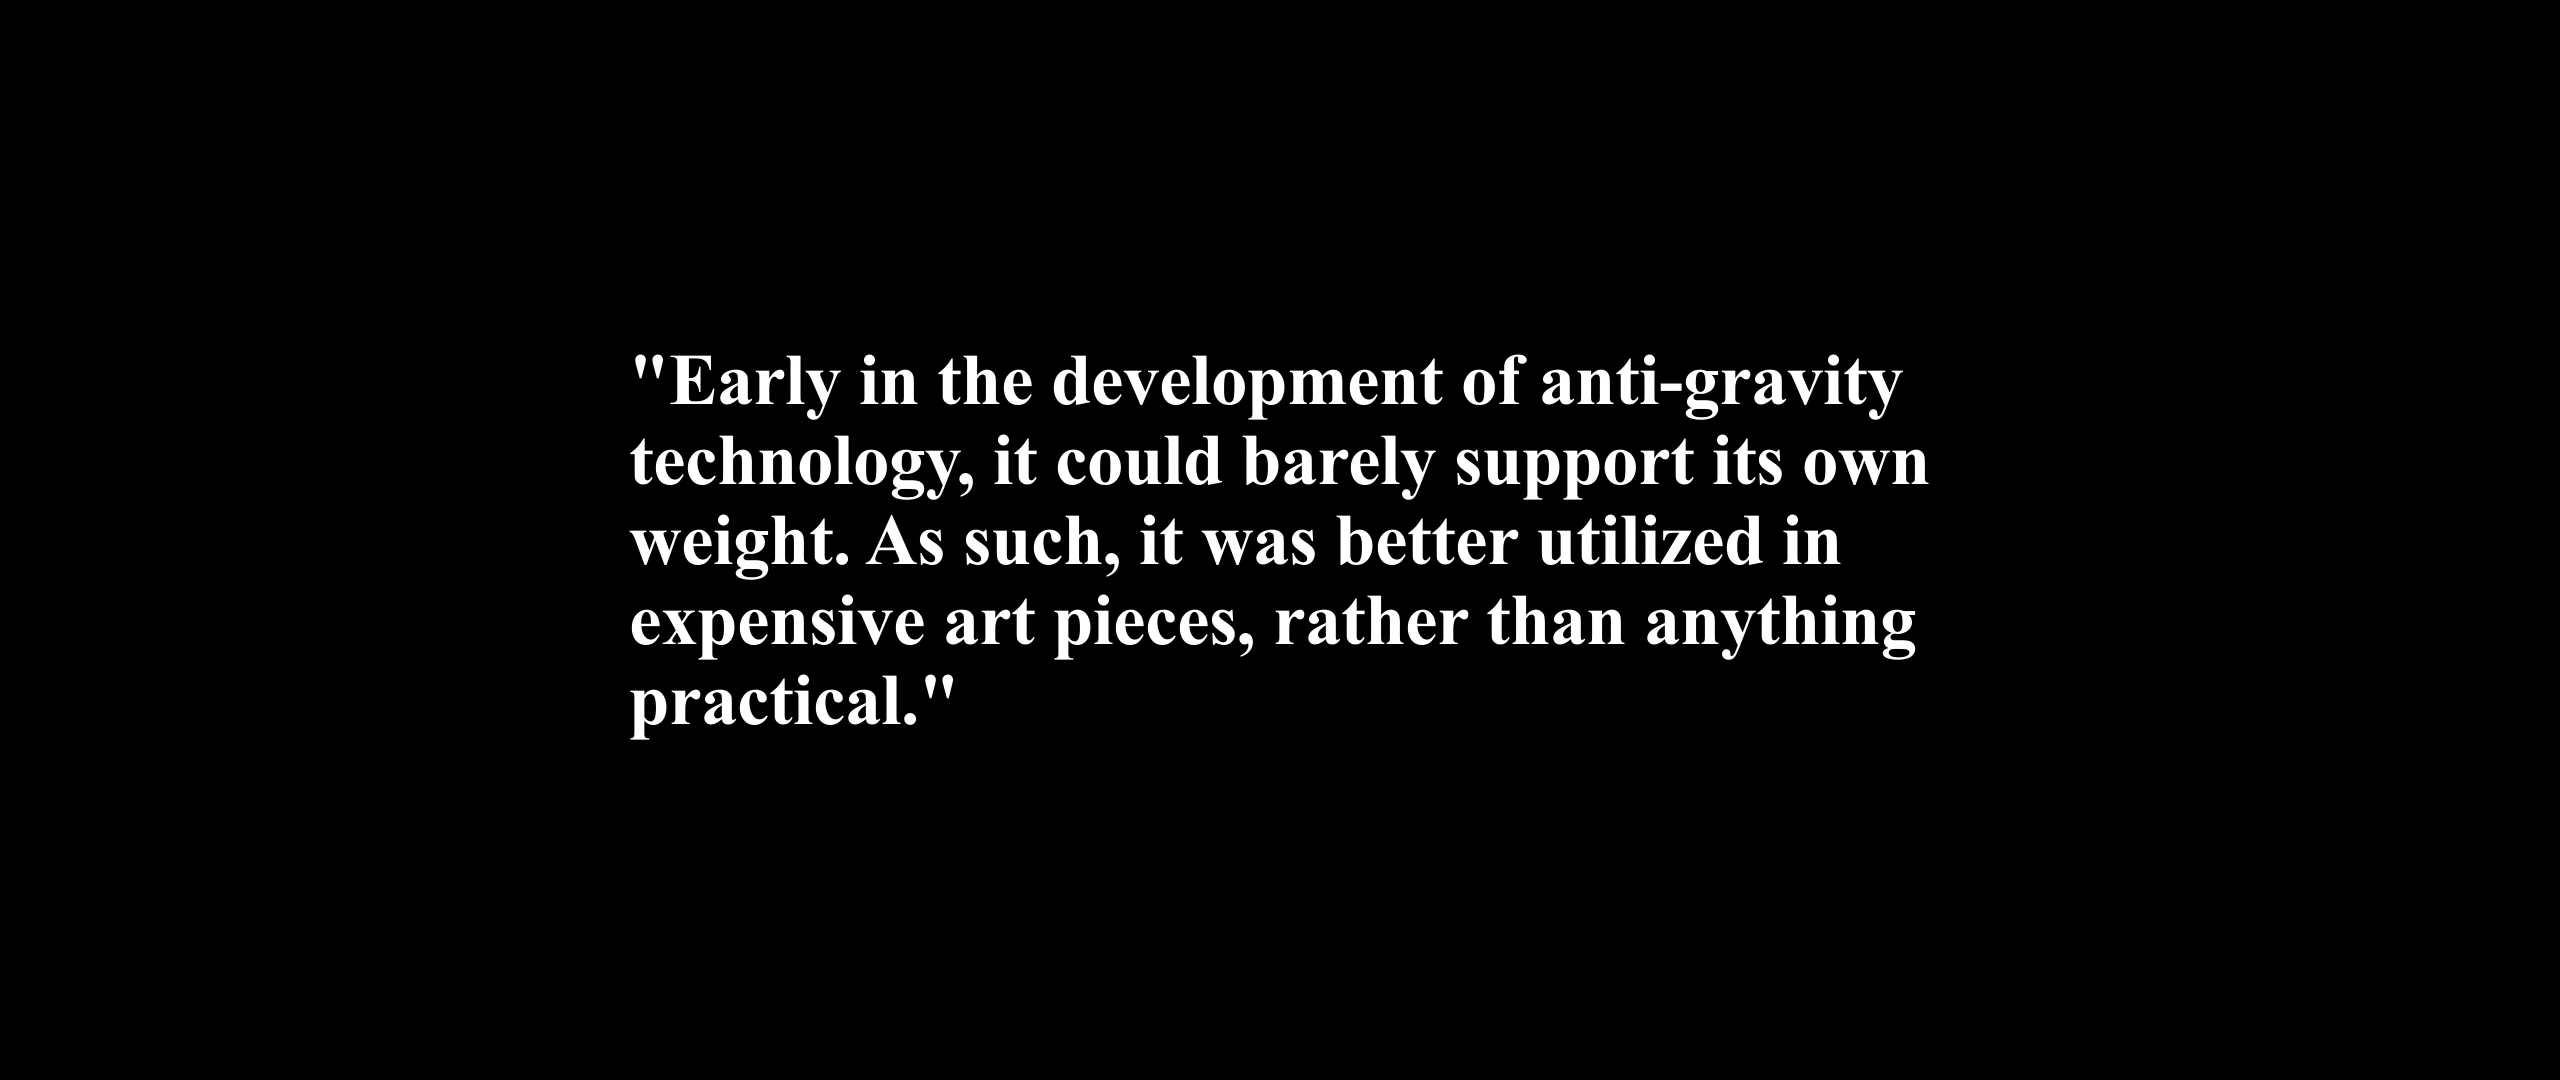 "Early in the development of anti-gravity
technology, it could barely support its own
weight. As such, it was better utilized in
expensive art pieces, rather than anything
practical."